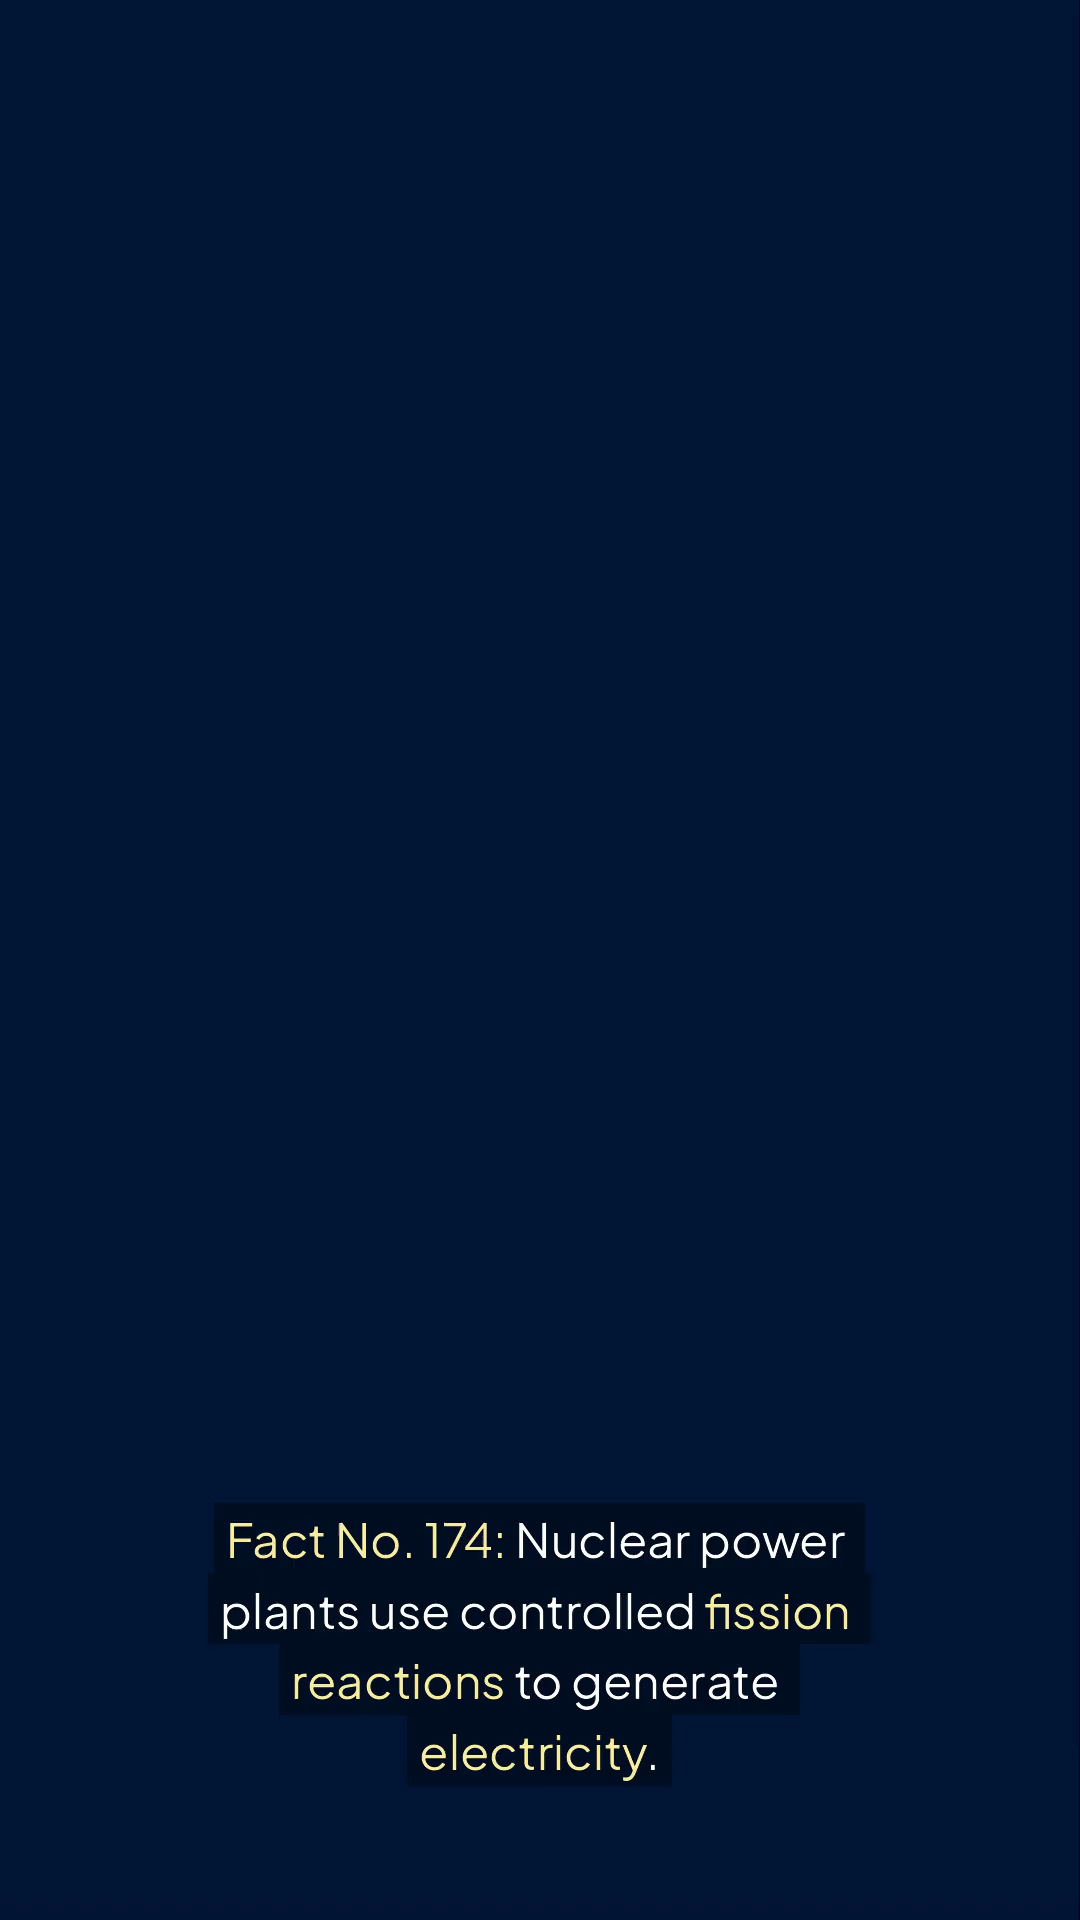 Fact No. 174: Nuclear power
plants use controlled fission
reactions to generate
electricity.